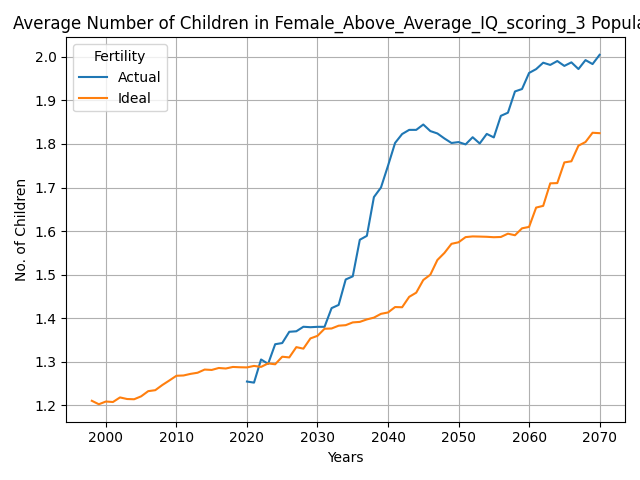 Average Number of Children in Female_Above_Average_IQ_scoring_3 Popula
Fertility
Actual
Ideal
2.0
1.9
1.8
1.7
1.6
1.5
1.4
1.3
1.2
No. of Children
2000 2010 2020 2030 2040 2050 2060 2070
Years